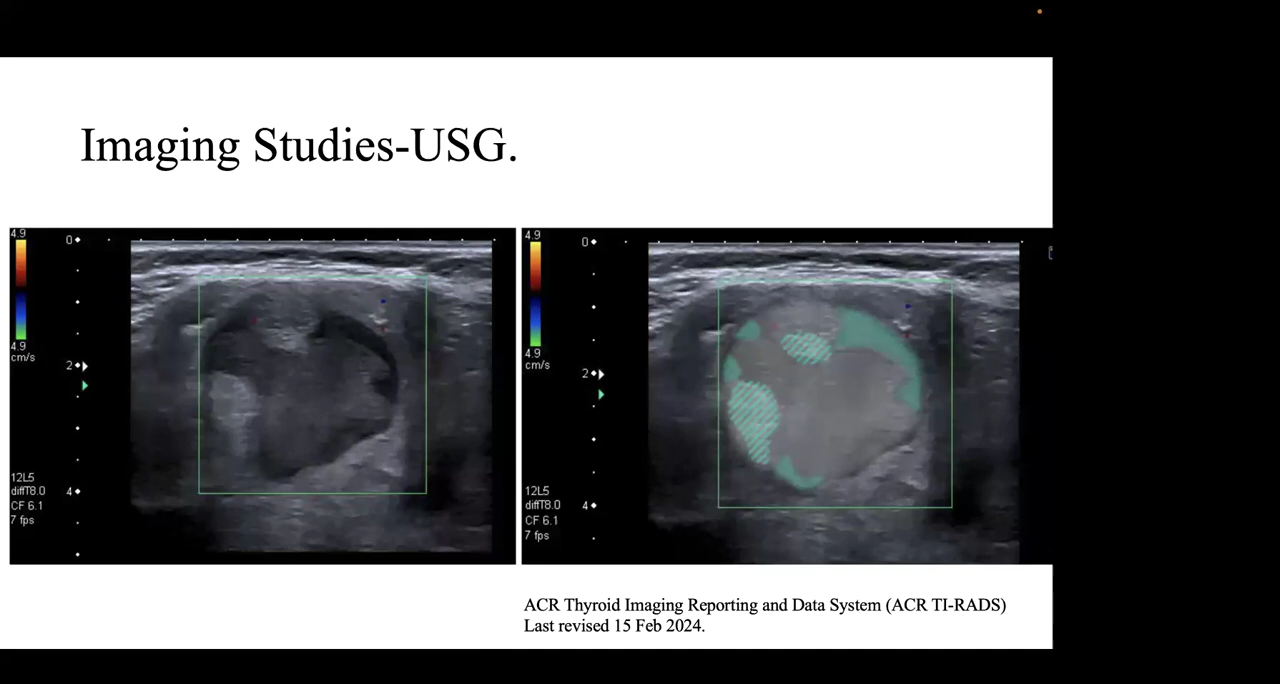 Imaging Studies-USG.
4.9
4.9
cm/s
0
2
4
12L5
diffT8.0
CF 6.1
7 fps
4.9
4.9
cm/s
0
2
4
12L5
diffT8.0
CF 6.1
7 fps
ACR Thyroid Imaging Reporting and Data System (ACR TI-RADS)
Last revised 15 Feb 2024.